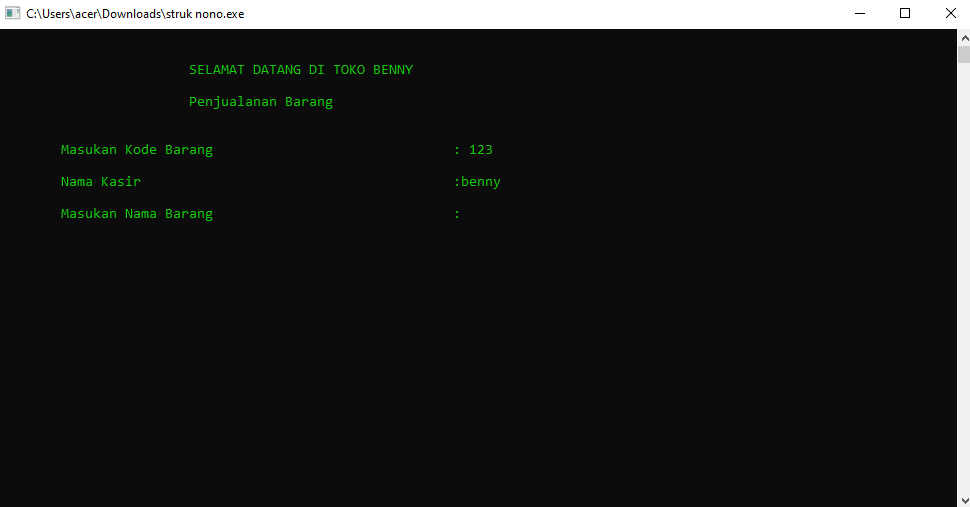 C:\Users\acer\Downloads\struk nono.exe
SELAMAT DATANG DI TOKO BENNY
Penjualanan Barang
Masukan Kode Barang : 123
Nama Kasir :benny
Masukan Nama Barang :